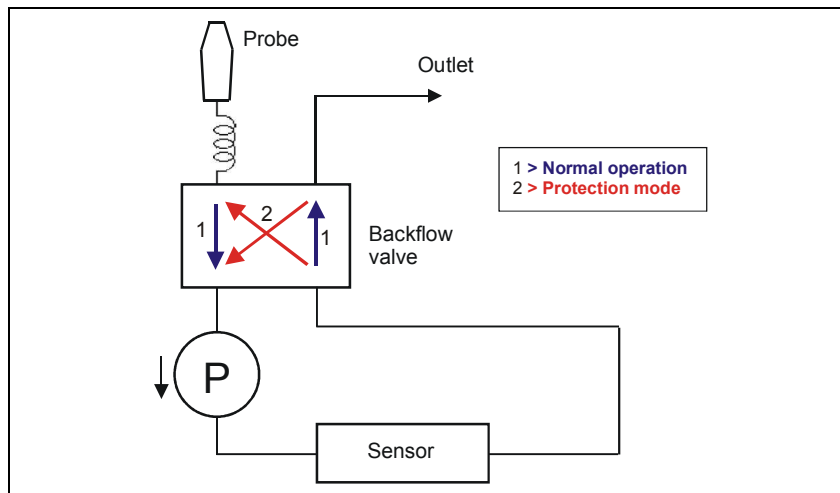 Probe
Outlet
1 > Normal operation
2 > Protection mode
1
2
1
Backflow
valve
P
Sensor